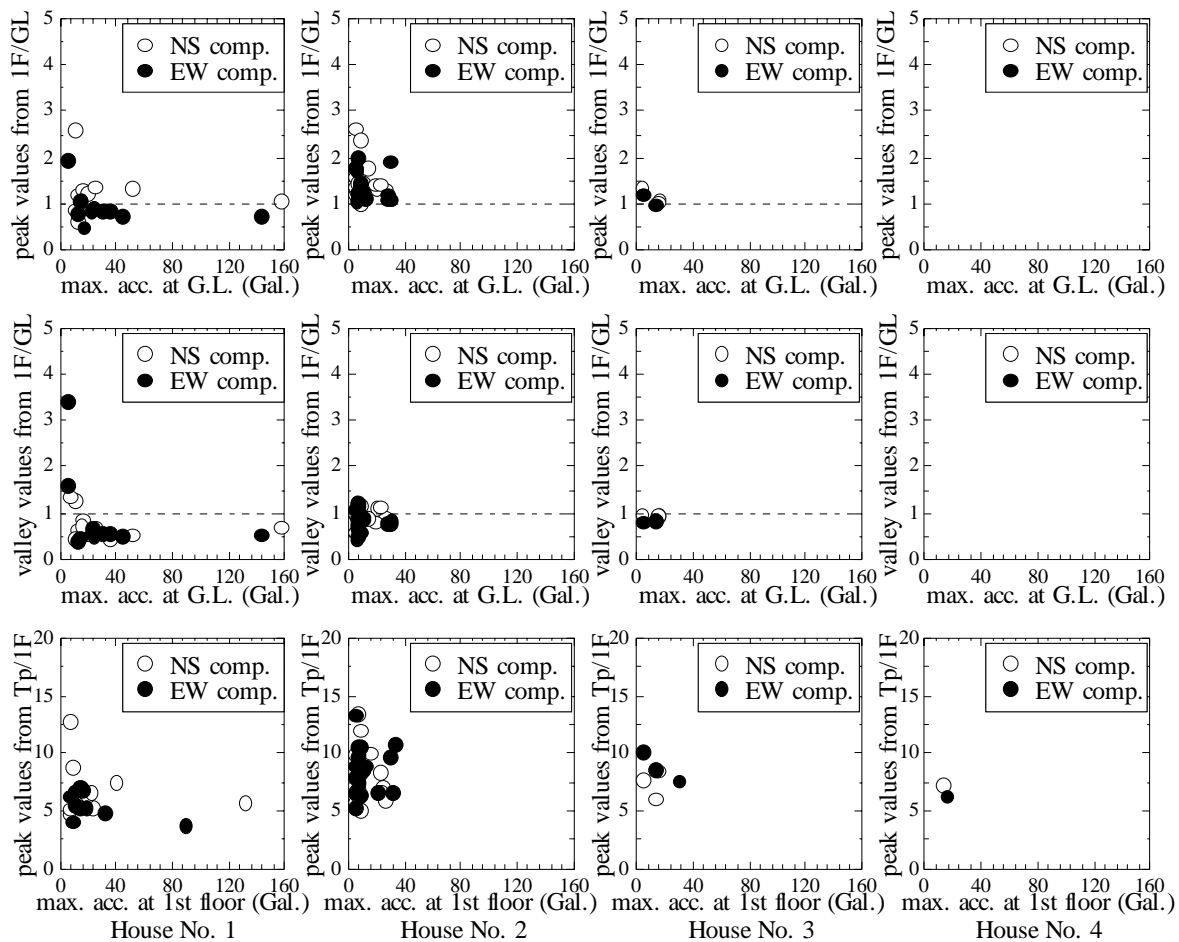 peak values from 1F/GL
5
4
3
2
1
0
NS comp.
EW comp.
0 40 80 120 160
max. acc. at G.L. (Gal.)
peak values from 1F/GL
5
4
3
2
1
0
NS comp.
EW comp.
0 40 80 120 160
max. acc. at G.L. (Gal.)
peak values from 1F/GL
5
4
3
2
1
0
NS comp.
EW comp.
0 40 80 120 160
max. acc. at G.L. (Gal.)
peak values from 1F/GL
5
4
3
2
1
0
NS comp.
EW comp.
0 40 80 120 160
max. acc. at G.L. (Gal.)
valley values from 1F/GL
5
4
3
2
1
0
NS comp.
EW comp.
0 40 80 120 160
max. acc. at G.L. (Gal.)
valley values from 1F/GL
5
4
3
2
1
0
NS comp.
EW comp.
0 40 80 120 160
max. acc. at G.L. (Gal.)
valley values from 1F/GL
5
4
3
2
1
0
NS comp.
EW comp.
0 40 80 120 160
max. acc. at G.L. (Gal.)
valley values from 1F/GL
5
4
3
2
1
0
NS comp.
EW comp.
0 40 80 120 160
max. acc. at G.L. (Gal.)
peak values from Tp/1F
20
15
10
5
0
NS comp.
EW comp.
0 40 80 120 160
max. acc. at 1st floor (Gal.)
House No. 1
peak values from Tp/1F
20
15
10
5
0
NS comp.
EW comp.
0 40 80 120 160
max. acc. at 1st floor (Gal.)
House No. 2
peak values from Tp/1F
20
15
10
5
0
NS comp.
EW comp.
0 40 80 120 160
max. acc. at 1st floor (Gal.)
House No. 3
peak values from Tp/1F
20
15
10
5
0
NS comp.
EW comp.
0 40 80 120 160
max. acc. at 1st floor (Gal.)
House No. 4